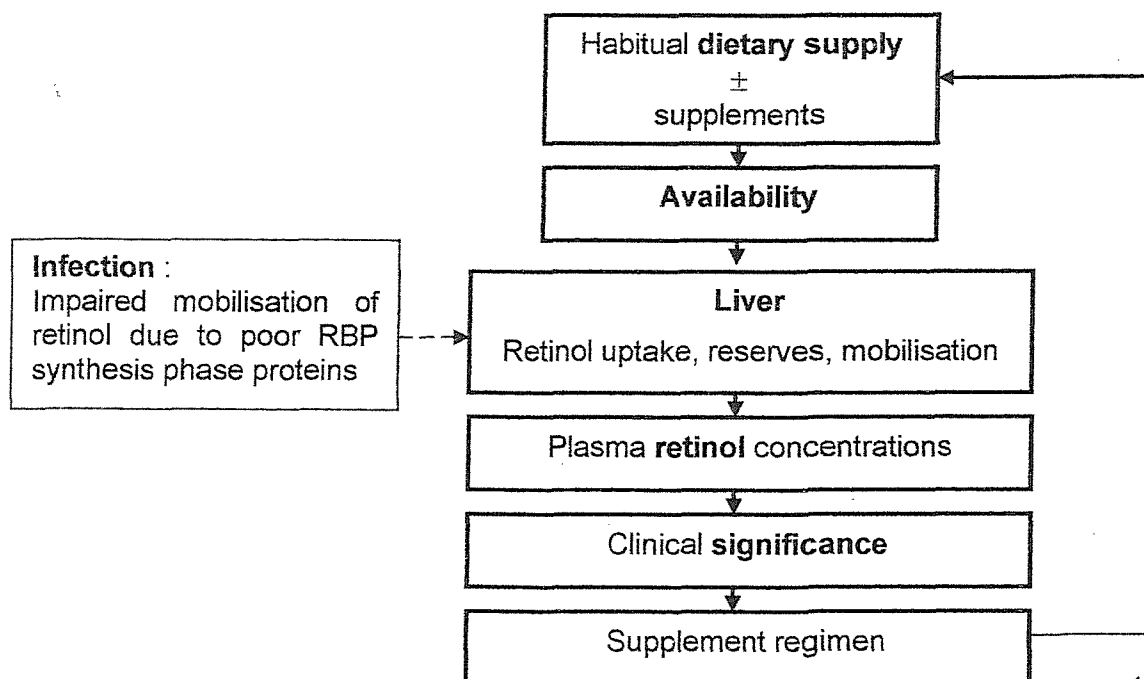 Habitual dietary supply
±
supplements
Availability
Infection :
Impaired mobilisation of
retinol due to poor RBP
synthesis phase proteins
Liver
Retinol uptake, reserves, mobilisation
Plasma retinol concentrations
Clinical significance
Supplement regimen